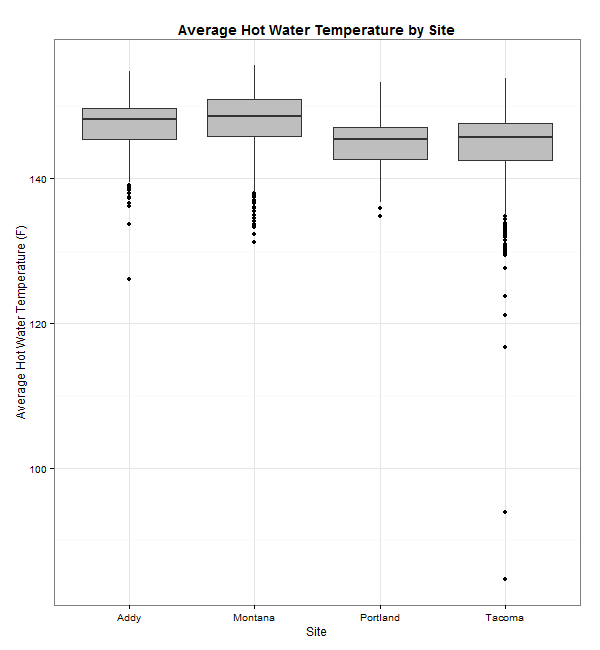 Average Hot Water Temperature by Site
Average Hot Water Temperature (F)
140
120
100
Addy Montana Portland Tacoma
Site